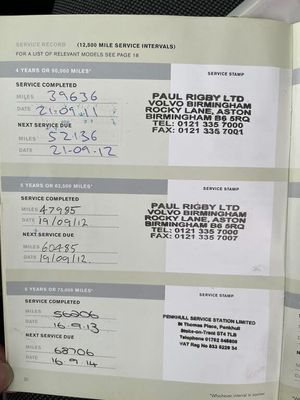 SERVICE RECORD (12,500 MILE SERVICE INTERVALS)
FOR A LIST OF RELEVANT MODELS SEE PAGE 18
4 YEARS OR 50,000 MILES*
SERVICE STAMP
SERVICE COMPLETED
MILES 39636
DATE 21-09-11
NEXT SERVICE DUE
MILES 52136
DATE 21-09-12
PAUL RIGBY LTD
VOLVO BIRMINGHAM
ROCKY LANE, ASTON
BIRMINGHAM B6 5RQ
TEL: 0121 335 7000
FAX: 0121 335 7001
5 YEARS OR 62,500 MILES*
SERVICE STAMP
SERVICE COMPLETED
MILES 47985
DATE 19/09/12
NEXT SERVICE DUE
MILES 60485
DATE 19/09/12
PAUL RIGBY LTD
VOLVO BIRMINGHAM
ROCKY LANE, ASTON
BIRMINGHAM B6 5RQ
TEL: 0121 335 7000
FAX: 0121 335 7007
6 YEARS OR 75,000 MILES*
SERVICE STAMP
SERVICE COMPLETED
MILES 56206
DATE 16.9.13
NEXT SERVICE DUE
MILES 68706
DATE 16.9.14
PENKHULL SERVICE STATION LIMITED
St Thomas Place, Penkhull
Stoke-on-Trent ST4 7LB
Telephone 01782
VAT Reg No
*Whichever interval is sooner